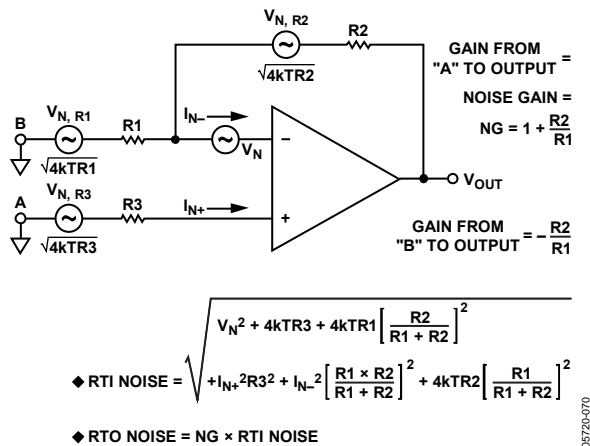 V_N, R2
R2
√4kTR2
GAIN FROM
"A" TO OUTPUT =
NOISE GAIN =
NG = 1 + R2/R1
B
V_N, R1
R1
I_N–
V_N
–
√4kTR1
V_N, R3
A
R3
I_N+
+
√4kTR3
V_OUT
GAIN FROM
"B" TO OUTPUT = – R2/R1
◆ RTI NOISE = √ V_N² + 4kTR3 + 4kTR1 [R2/(R1 + R2)]²
+I_N+²R3² + I_N–² [(R1 × R2)/(R1 + R2)]² + 4kTR2 [R1/(R1 + R2)]²
◆ RTO NOISE = NG × RTI NOISE
05720-070